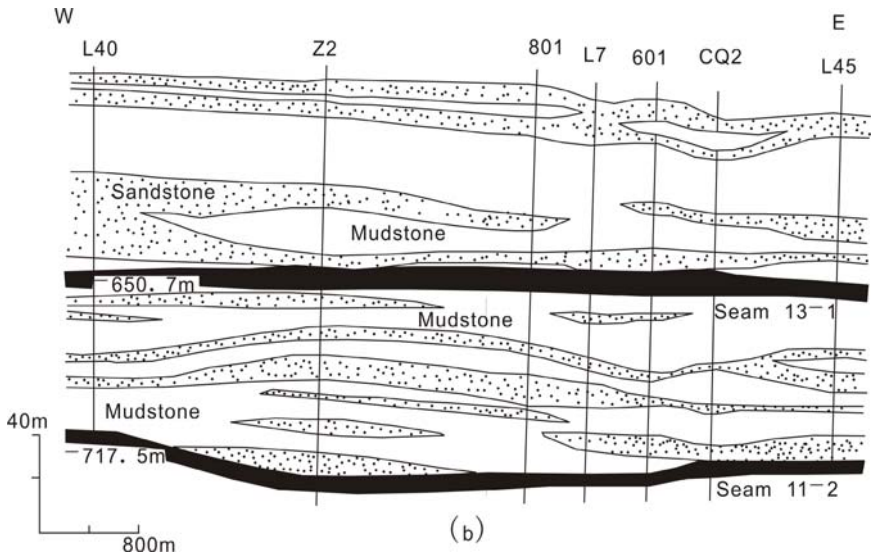 W
E
L40
Z2
801
L7
601
CQ2
L45
Sandstone
Mudstone
-650.7m
Mudstone
Seam 13-1
Mudstone
40m
-717.5m
Seam 11-2
800m
(b)